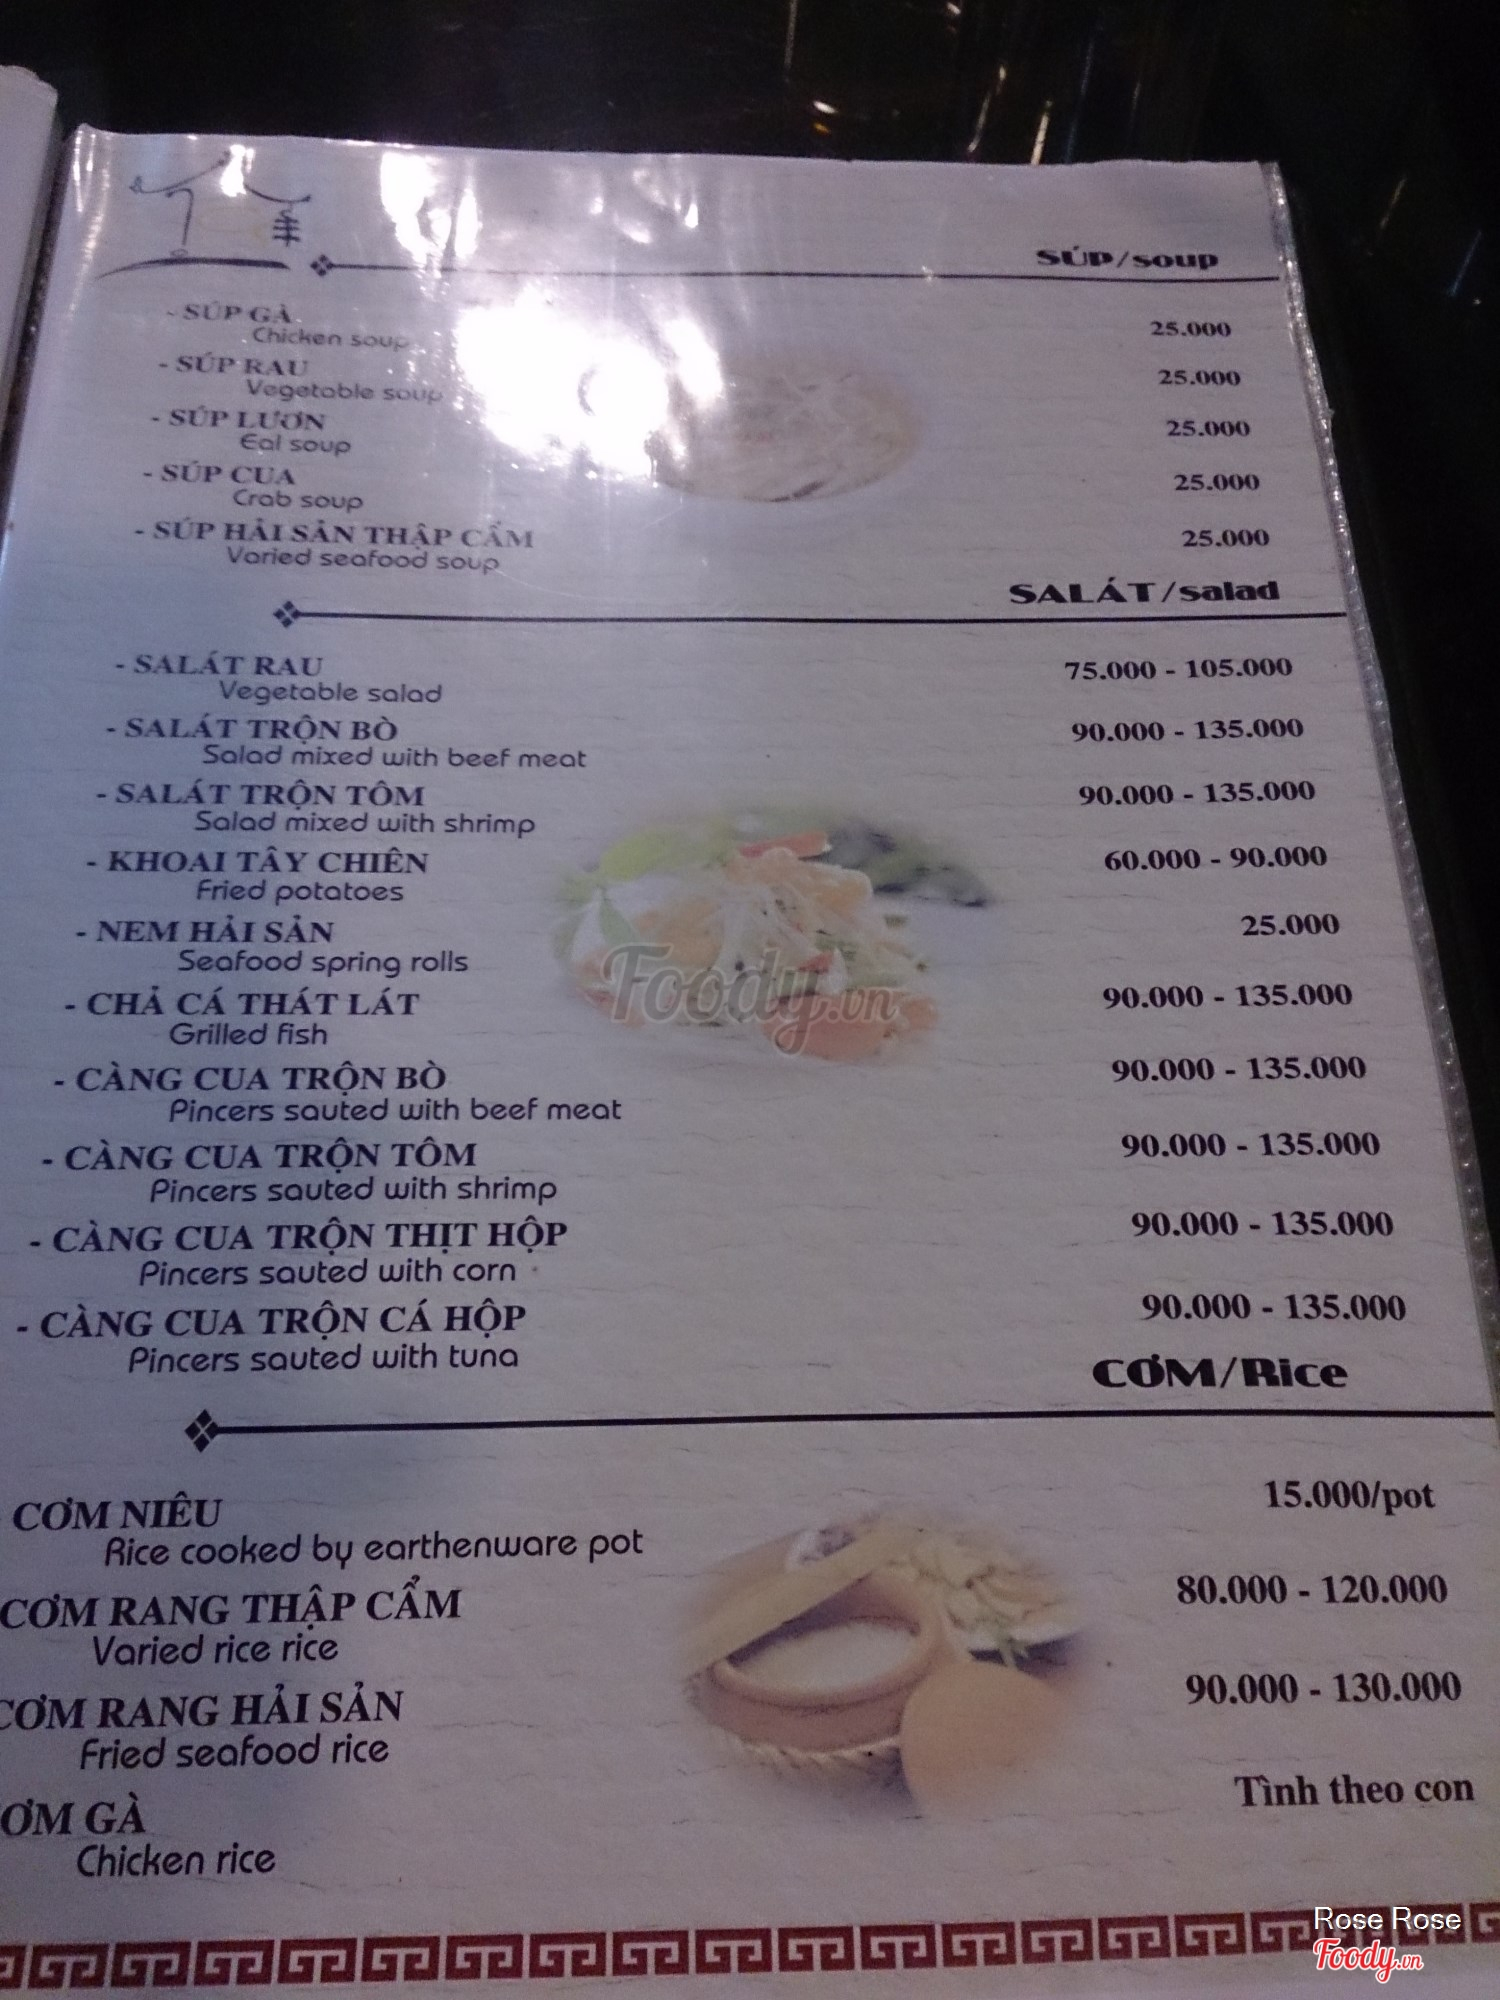 SÚP/soup
- SÚP GÀ 25.000
Chicken soup
- SÚP RAU 25.000
Vegetable soup
- SÚP LƯƠN 25.000
Eal soup
- SÚP CUA 25.000
Crab soup
- SÚP HẢI SẢN THẬP CẨM 25.000
Varied seafood soup
SALÁT/salad
- SALÁT RAU 75.000 - 105.000
Vegetable salad
- SALÁT TRỘN BÒ 90.000 - 135.000
Salad mixed with beef meat
- SALÁT TRỘN TÔM 90.000 - 135.000
Salad mixed with shrimp
- KHOAI TÂY CHIÊN 60.000 - 90.000
Fried potatoes
- NEM HẢI SẢN 25.000
Seafood spring rolls
- CHẢ CÁ THÁT LÁT 90.000 - 135.000
Grilled fish
- CÀNG CUA TRỘN BÒ 90.000 - 135.000
Pincers sauted with beef meat
- CÀNG CUA TRỘN TÔM 90.000 - 135.000
Pincers sauted with shrimp
- CÀNG CUA TRỘN THỊT HỘP 90.000 - 135.000
Pincers sauted with corn
- CÀNG CUA TRỘN CÁ HỘP 90.000 - 135.000
Pincers sauted with tuna
CƠM/Rice
CƠM NIÊU 15.000/pot
Rice cooked by earthenware pot
CƠM RANG THẬP CẨM 80.000 - 120.000
Varied rice rice
CƠM RANG HẢI SẢN 90.000 - 130.000
Fried seafood rice
ƠM GÀ Tình theo con
Chicken rice
Foody.vn
Rose Rose
Foody.vn